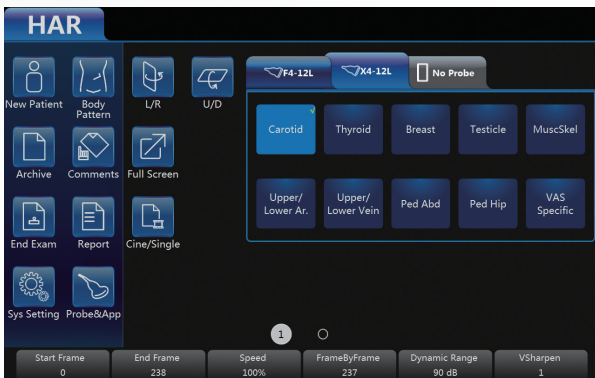 HAR
New Patient
Body
Pattern
L/R
U/D
F4-12L
X4-12L
No Probe
Carotid
Thyroid
Breast
Testicle
MuscSkel
Archive
Comments
Full Screen
Upper/
Lower Ar.
Upper/
Lower Vein
Ped Abd
Ped Hip
VAS
Specific
End Exam
Report
Cine/Single
Sys Setting
Probe&App
1
Start Frame
0
End Frame
238
Speed
100%
FrameByFrame
237
Dynamic Range
90 dB
VSharpen
1